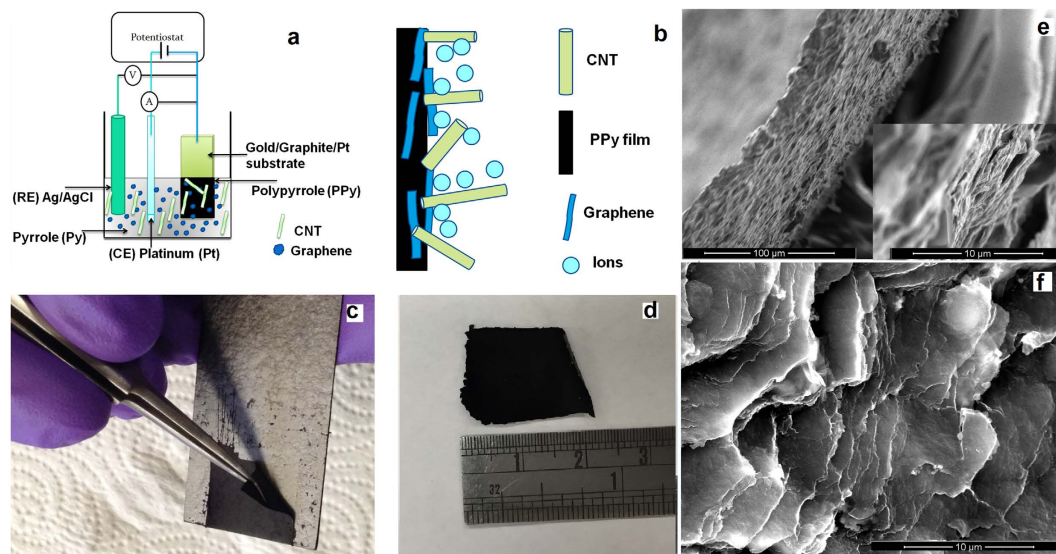 a
Potentiostat
V
A
Gold/Graphite/Pt
substrate
Polypyrrole (PPy)
(RE) Ag/AgCl
Pyrrole (Py)
(CE) Platinum (Pt)
CNT
Graphene
b
CNT
PPy film
Graphene
Ions
c
d
1 2 3
32
1
e
100 µm
10 µm
f
10 µm